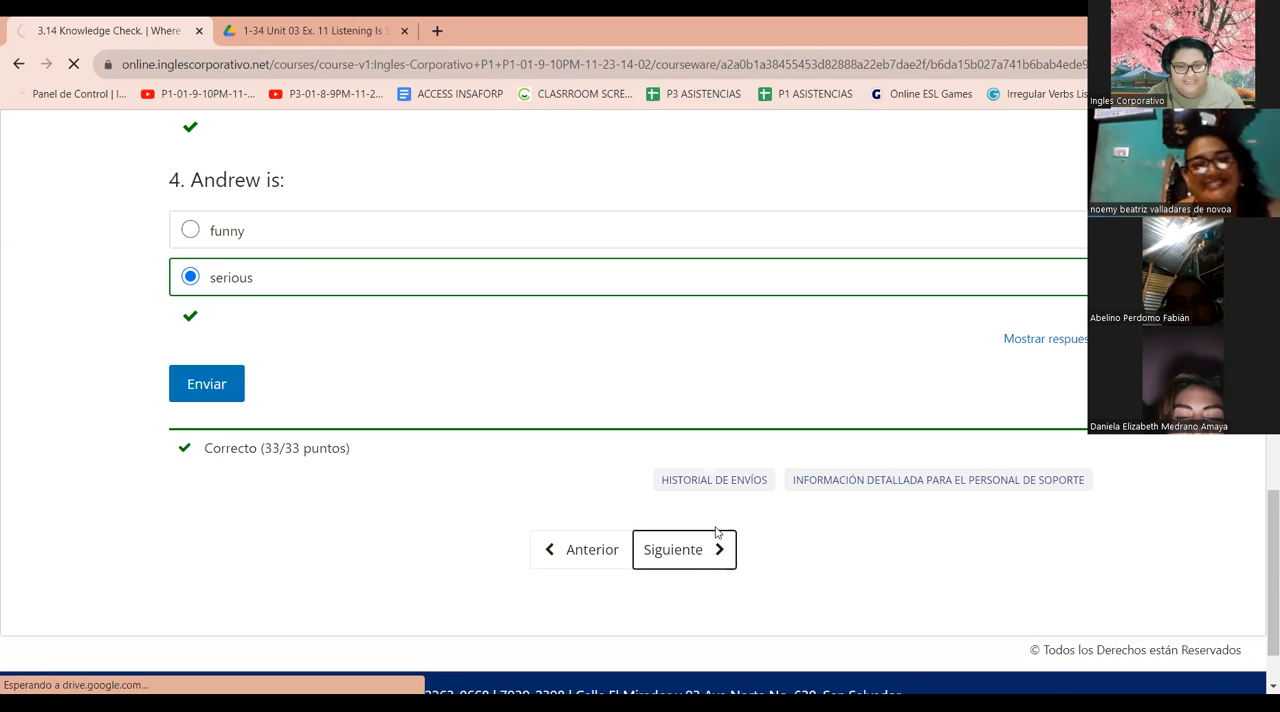 3.14 Knowledge Check. | Where
1-34 Unit 03 Ex. 11 Listening Is S
online.inglescorporativo.net/courses/course-v1:Ingles-Corporativo+P1+P1-01-9-10PM-11-23-14-02/courseware/a2a0b1a38455453d82888a22eb7dae2f/b6da15b027a741b6bab4ede9
Panel de Control | I...
P1-01-9-10PM-11-...
P3-01-8-9PM-11-2...
ACCESS INSAFORP
CLASRROOM SCRE...
P3 ASISTENCIAS
P1 ASISTENCIAS
Online ESL Games
Irregular Verbs Lis
Ingles Corporativo
noemy beatriz valladares de novoa
Abelino Perdomo Fabián
Daniela Elizabeth Medrano Amaya
4. Andrew is:
funny
serious
Mostrar respues
Enviar
Correcto (33/33 puntos)
HISTORIAL DE ENVÍOS
INFORMACIÓN DETALLADA PARA EL PERSONAL DE SOPORTE
Anterior
Siguiente
© Todos los Derechos están Reservados
Esperando a drive.google.com...